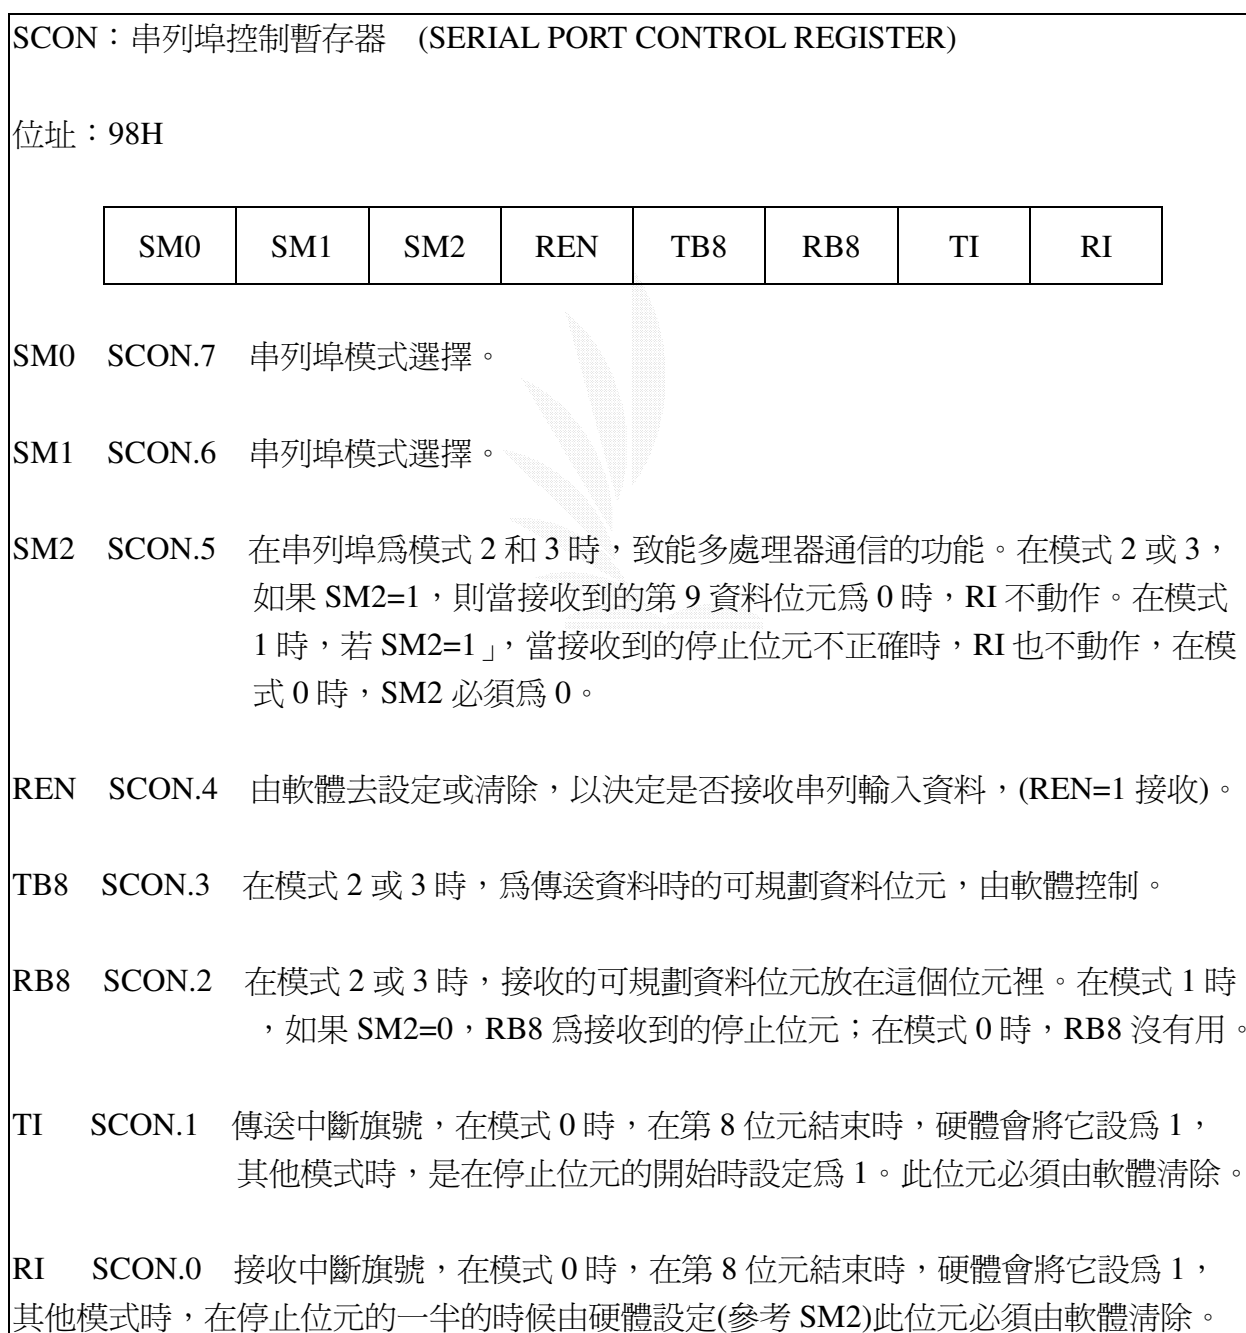 SCON：串列埠控制暫存器 (SERIAL PORT CONTROL REGISTER)
位址：98H
SM0 SM1 SM2 REN TB8 RB8 TI RI
SM0 SCON.7 串列埠模式選擇。
SM1 SCON.6 串列埠模式選擇。
SM2 SCON.5 在串列埠爲模式 2 和 3 時，致能多處理器通信的功能。在模式 2 或 3，
如果 SM2=1，則當接收到的第 9 資料位元爲 0 時，RI 不動作。在模式
1 時，若 SM2=1」，當接收到的停止位元不正確時，RI 也不動作，在模
式 0 時，SM2 必須爲 0。
REN SCON.4 由軟體去設定或清除，以決定是否接收串列輸入資料，(REN=1 接收)。
TB8 SCON.3 在模式 2 或 3 時，爲傳送資料時的可規劃資料位元，由軟體控制。
RB8 SCON.2 在模式 2 或 3 時，接收的可規劃資料位元放在這個位元裡。在模式 1 時
，如果 SM2=0，RB8 爲接收到的停止位元；在模式 0 時，RB8 沒有用。
TI SCON.1 傳送中斷旗號，在模式 0 時，在第 8 位元結束時，硬體會將它設爲 1，
其他模式時，是在停止位元的開始時設定爲 1。此位元必須由軟體清除。
RI SCON.0 接收中斷旗號，在模式 0 時，在第 8 位元結束時，硬體會將它設爲 1，
其他模式時，在停止位元的一半的時候由硬體設定(參考 SM2)此位元必須由軟體清除。